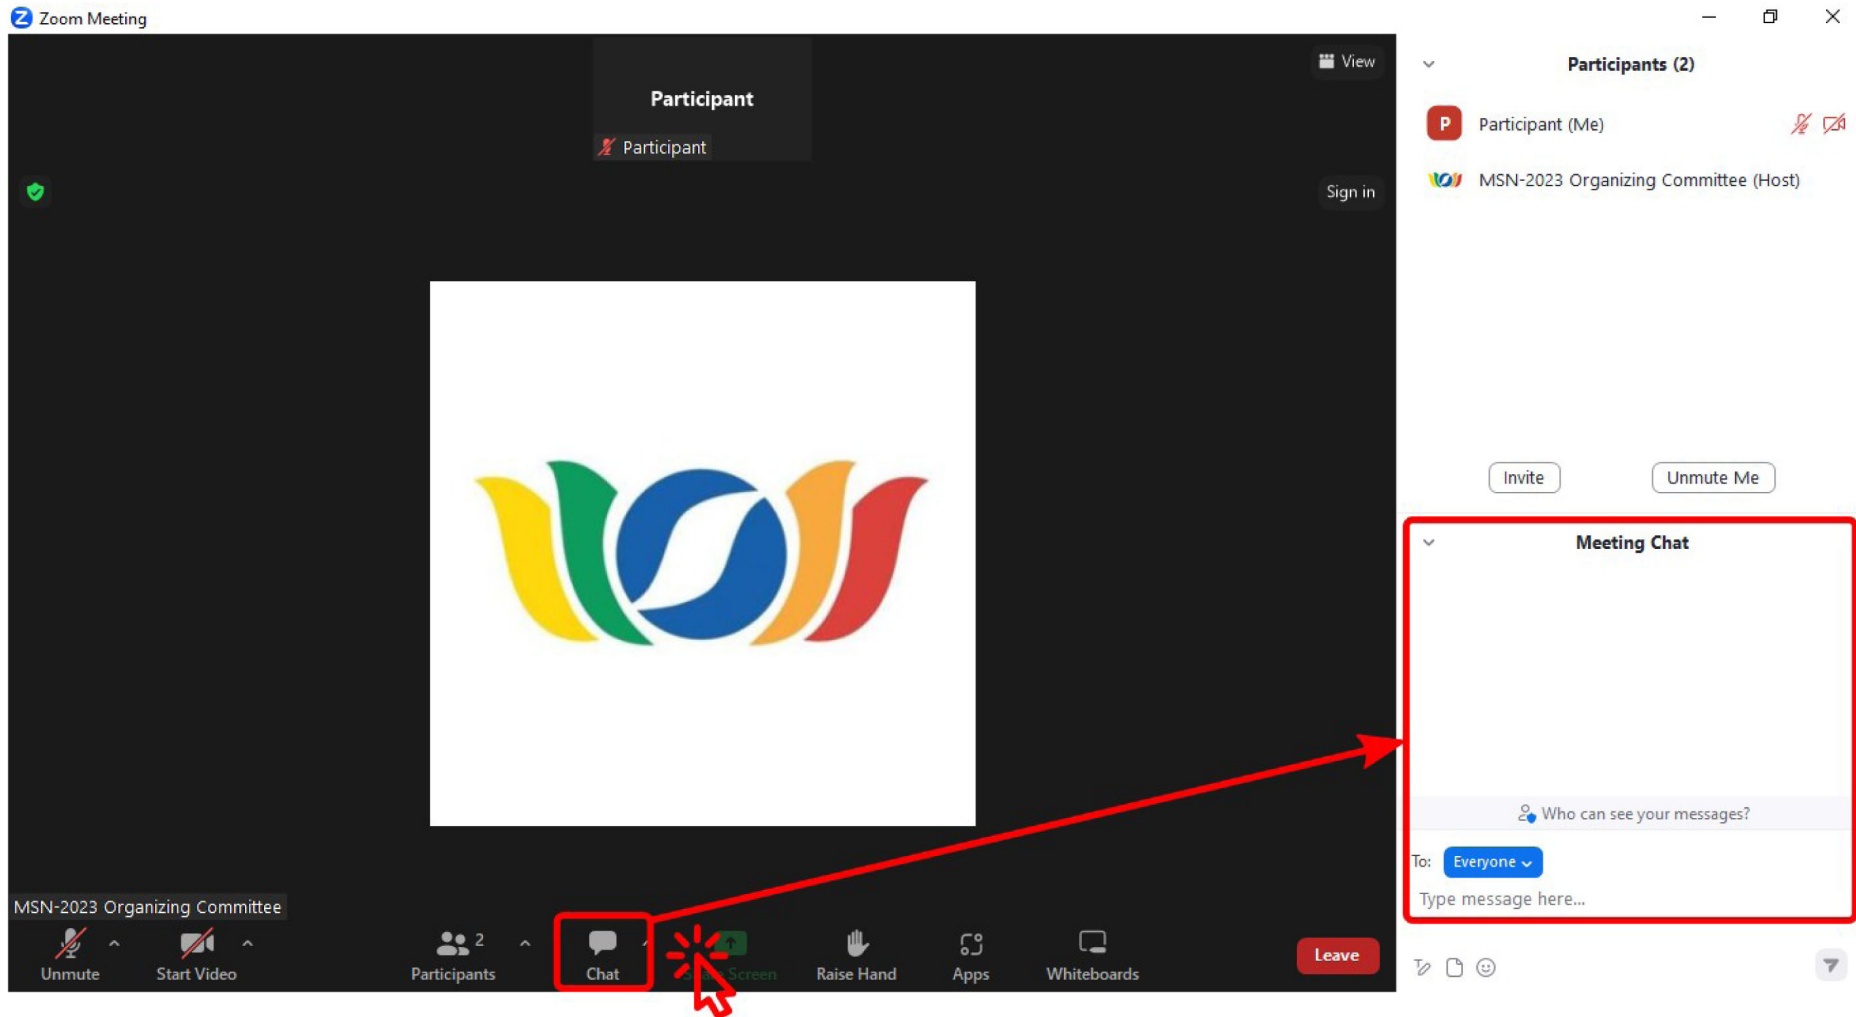 Zoom Meeting
Participant
Participant
View
Sign in
MSN-2023 Organizing Committee
Unmute
Start Video
Participants
2
Chat
Screen
Raise Hand
Apps
Whiteboards
Leave
Participants (2)
P
Participant (Me)
MSN-2023 Organizing Committee (Host)
Invite
Unmute Me
Meeting Chat
Who can see your messages?
To: Everyone
Type message here...